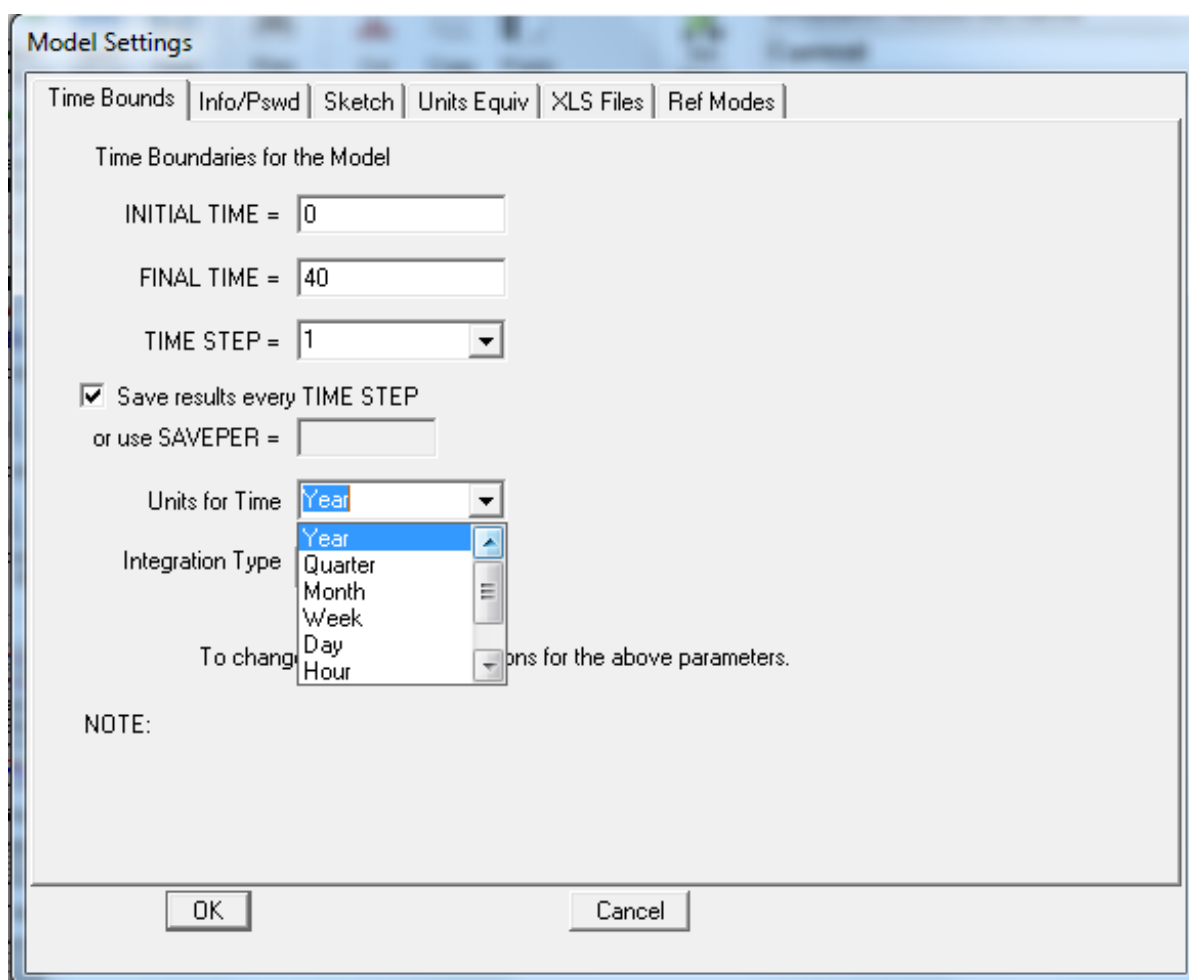 Model Settings
Time Bounds Info/Pswd Sketch Units Equiv XLS Files Ref Modes
Time Boundaries for the Model
INITIAL TIME = 0
FINAL TIME = 40
TIME STEP = 1
Save results every TIME STEP
or use SAVEPER =
Units for Time Year
Year
Integration Type
Quarter
Month
Week
Day
To chang ons for the above parameters.
Hour
NOTE:
OK Cancel